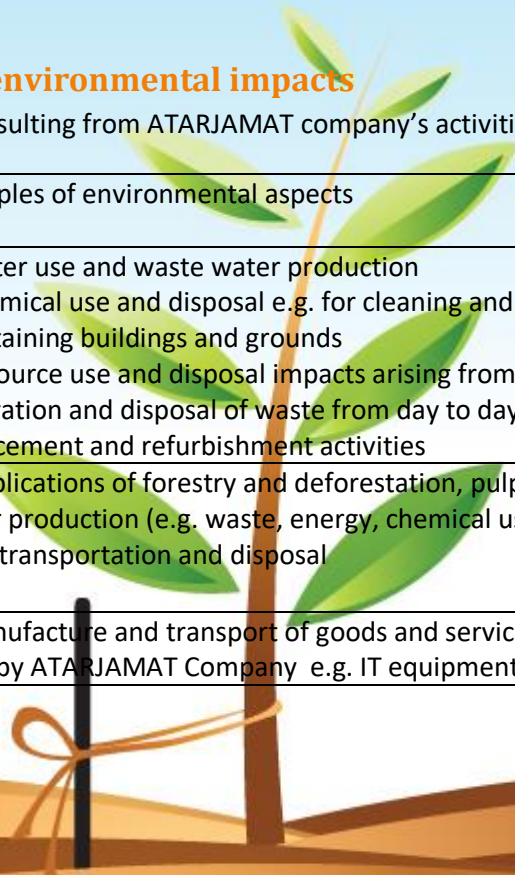 environmental impacts
sulting from ATARJAMAT company's activiti
ples of environmental aspects
ter use and waste water production
mical use and disposal e.g. for cleaning and
taining buildings and grounds
ource use and disposal impacts arising from
ration and disposal of waste from day to day
cement and refurbishment activities
plications of forestry and deforestation, pulp
r production (e.g. waste, energy, chemical us
transportation and disposal
nufacture and transport of goods and servic
by ATARJAMAT Company e.g. IT equipment